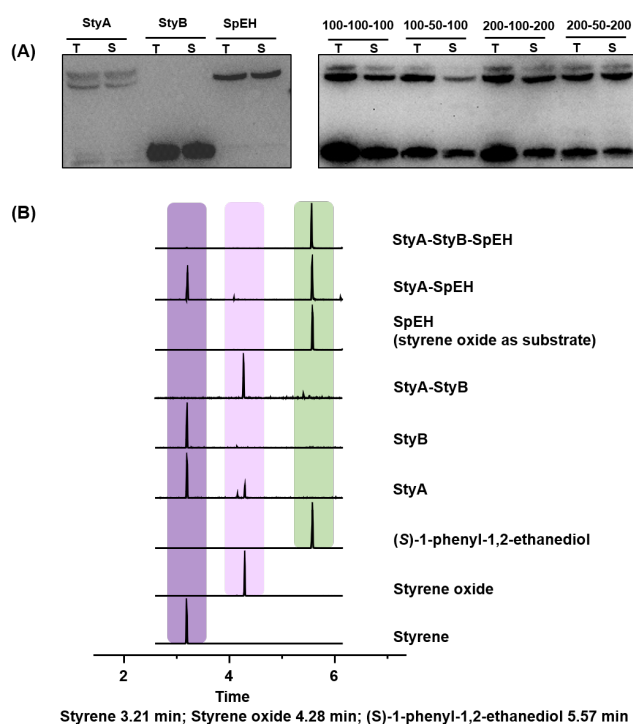 (A)
StyA StyB SpEH
T S T S T S
100-100-100 100-50-100 200-100-200 200-50-200
T S T S T S T S
(B)
StyA-StyB-SpEH
StyA-SpEH
SpEH
(styrene oxide as substrate)
StyA-StyB
StyB
StyA
(S)-1-phenyl-1,2-ethanediol
Styrene oxide
Styrene
2 4 6
Time
Styrene 3.21 min; Styrene oxide 4.28 min; (S)-1-phenyl-1,2-ethanediol 5.57 min